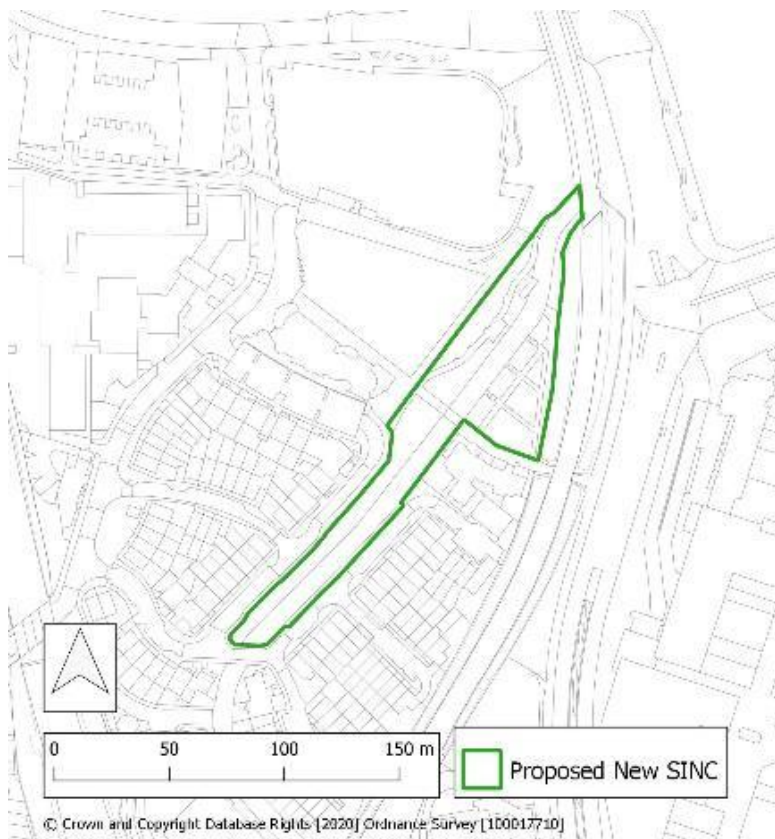 0 50 100 150 m
Proposed New SINC
© Crown and Copyright Database Rights [2020] Ordnance Survey [100017710]